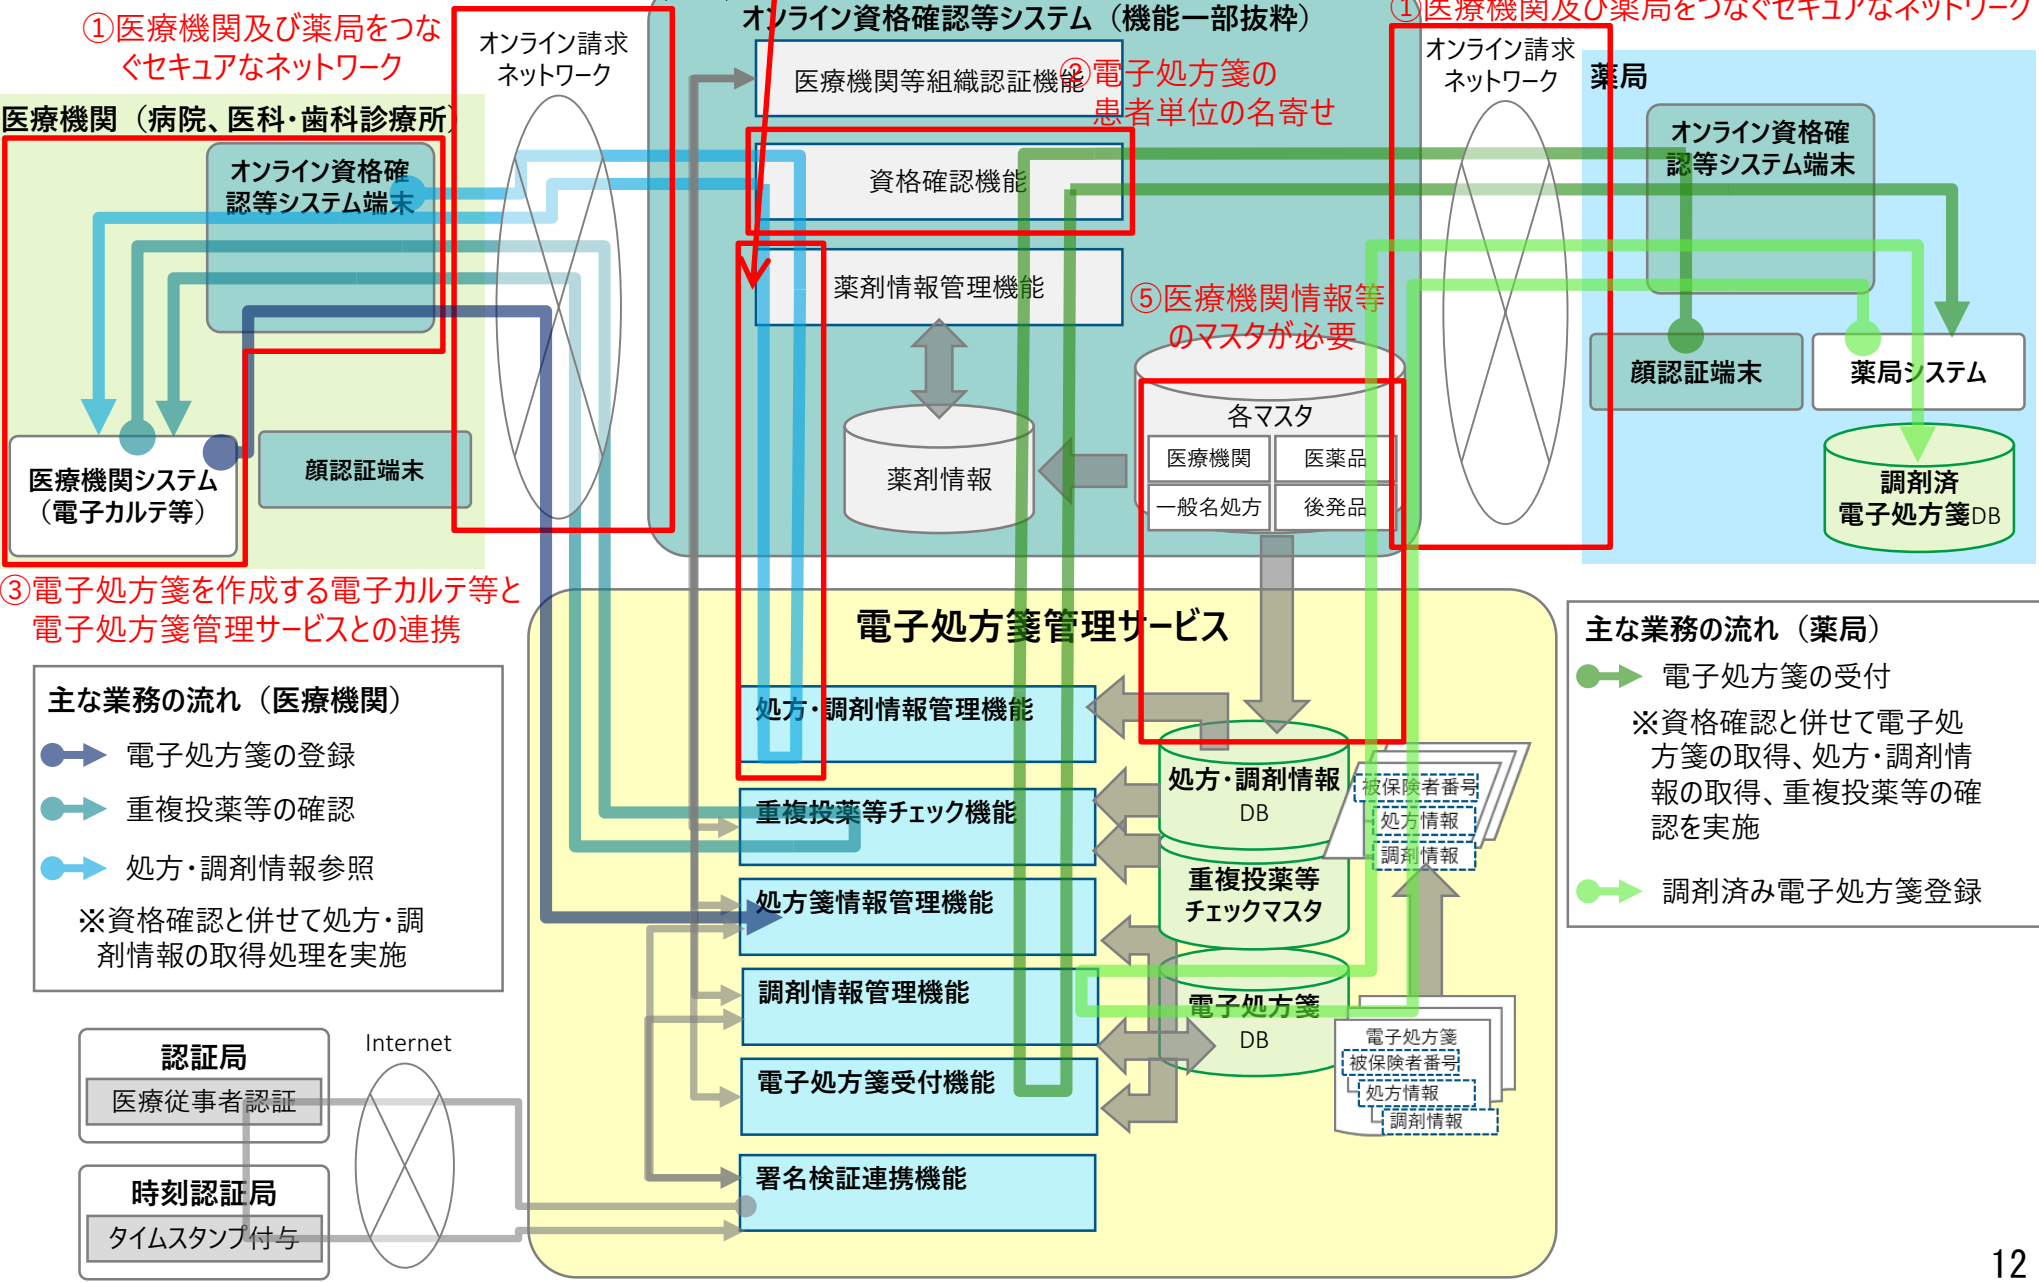 ①医療機関及び薬局をつな
ぐセキュアなネットワーク
オンライン請求
ネットワーク
オンライン資格確認等システム（機能一部抜粋）
①医療機関及び薬局をつなぐセキュアなネットワーク
オンライン請求
ネットワーク
薬局
医療機関（病院、医科・歯科診療所）
オンライン資格確
認等システム端末
医療機関等組織認証機能
②電子処方箋の
患者単位の名寄せ
資格確認機能
薬剤情報管理機能
オンライン資格確
認等システム端末
⑤医療機関情報等
のマスタが必要
顔認証端末
薬局システム
各マスタ
医療機関
医薬品
一般名処方
後発品
薬剤情報
調剤済
電子処方箋DB
医療機関システム
（電子カルテ等）
顔認証端末
③電子処方箋を作成する電子カルテ等と
電子処方箋管理サービスとの連携
電子処方箋管理サービス
主な業務の流れ（医療機関）
電子処方箋の登録
重複投薬等の確認
処方・調剤情報参照
※資格確認と併せて処方・調
剤情報の取得処理を実施
処方・調剤情報管理機能
重複投薬等チェック機能
処方箋情報管理機能
調剤情報管理機能
電子処方箋受付機能
署名検証連携機能
処方・調剤情報
DB
重複投薬等
チェックマスタ
電子処方箋
DB
被保険者番号
処方情報
調剤情報
電子処方箋
被保険者番号
処方情報
調剤情報
主な業務の流れ（薬局）
電子処方箋の受付
※資格確認と併せて電子処
方箋の取得、処方・調剤情
報の取得、重複投薬等の確
認を実施
調剤済み電子処方箋登録
認証局
医療従事者認証
Internet
時刻認証局
タイムスタンプ付与
12